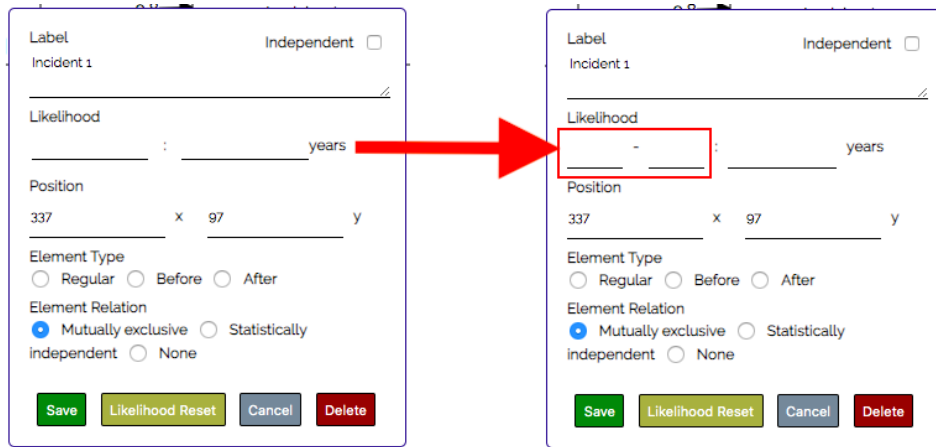 Label
Independent
Incident 1
Likelihood
: years
Position
337 x 97 y
Element Type
Regular Before After
Element Relation
Mutually exclusive Statistically
independent None
Save Likelihood Reset Cancel Delete
Label
Independent
Incident 1
Likelihood
- : years
Position
337 x 97 y
Element Type
Regular Before After
Element Relation
Mutually exclusive Statistically
independent None
Save Likelihood Reset Cancel Delete